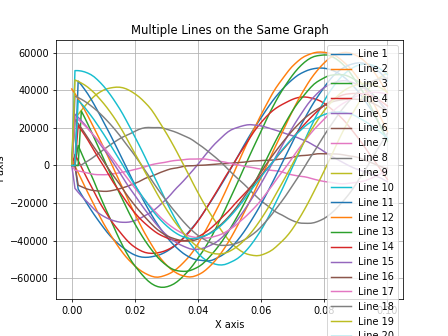 Multiple Lines on the Same Graph
60000
40000
20000
0
−20000
−40000
−60000
0.00
0.02
0.04
0.06
0.08
X axis
Line 1
Line 2
Line 3
Line 4
Line 5
Line 6
Line 7
Line 8
Line 9
Line 10
Line 11
Line 12
Line 13
Line 14
Line 15
Line 16
Line 17
Line 18
Line 19
Line 20